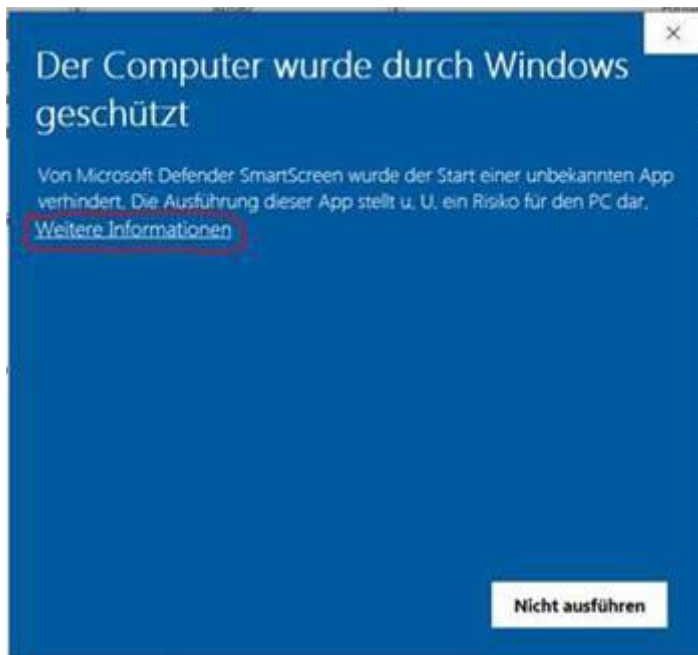 Der Computer wurde durch Windows
geschützt
Von Microsoft Defender SmartScreen wurde der Start einer unbekannten App
verhindert. Die Ausführung dieser App stellt u. U. ein Risiko für den PC dar.
Weitere Informationen
Nicht ausführen